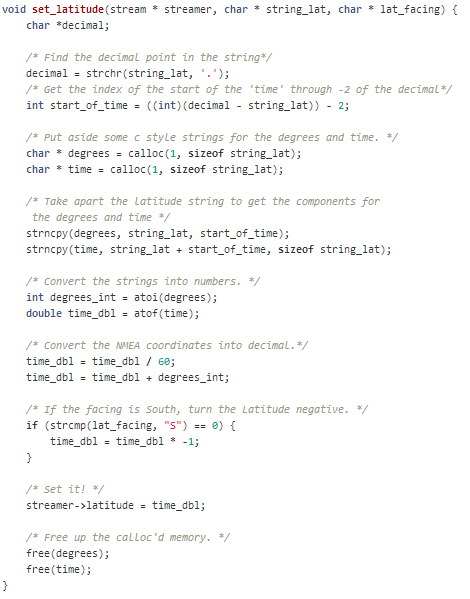 void set_latitude(stream * streamer, char * string_lat, char * lat_facing) {
    char *decimal;

    /* Find the decimal point in the string*/
    decimal = strchr(string_lat, '.');
    /* Get the index of the start of the 'time' through -2 of the decimal*/
    int start_of_time = ((int)(decimal - string_lat)) - 2;

    /* Put aside some c style strings for the degrees and time. */
    char * degrees = calloc(1, sizeof string_lat);
    char * time = calloc(1, sizeof string_lat);

    /* Take apart the latitude string to get the components for
     the degrees and time */
    strncpy(degrees, string_lat, start_of_time);
    strncpy(time, string_lat + start_of_time, sizeof string_lat);

    /* Convert the strings into numbers. */
    int degrees_int = atoi(degrees);
    double time_dbl = atof(time);

    /* Convert the NMEA coordinates into decimal.*/
    time_dbl = time_dbl / 60;
    time_dbl = time_dbl + degrees_int;

    /* If the facing is South, turn the latitude negative. */
    if (strcmp(lat_facing, "S") == 0) {
        time_dbl = time_dbl * -1;
    }

    /* Set it! */
    streamer->latitude = time_dbl;

    /* Free up the calloc'd memory. */
    free(degrees);
    free(time);
}